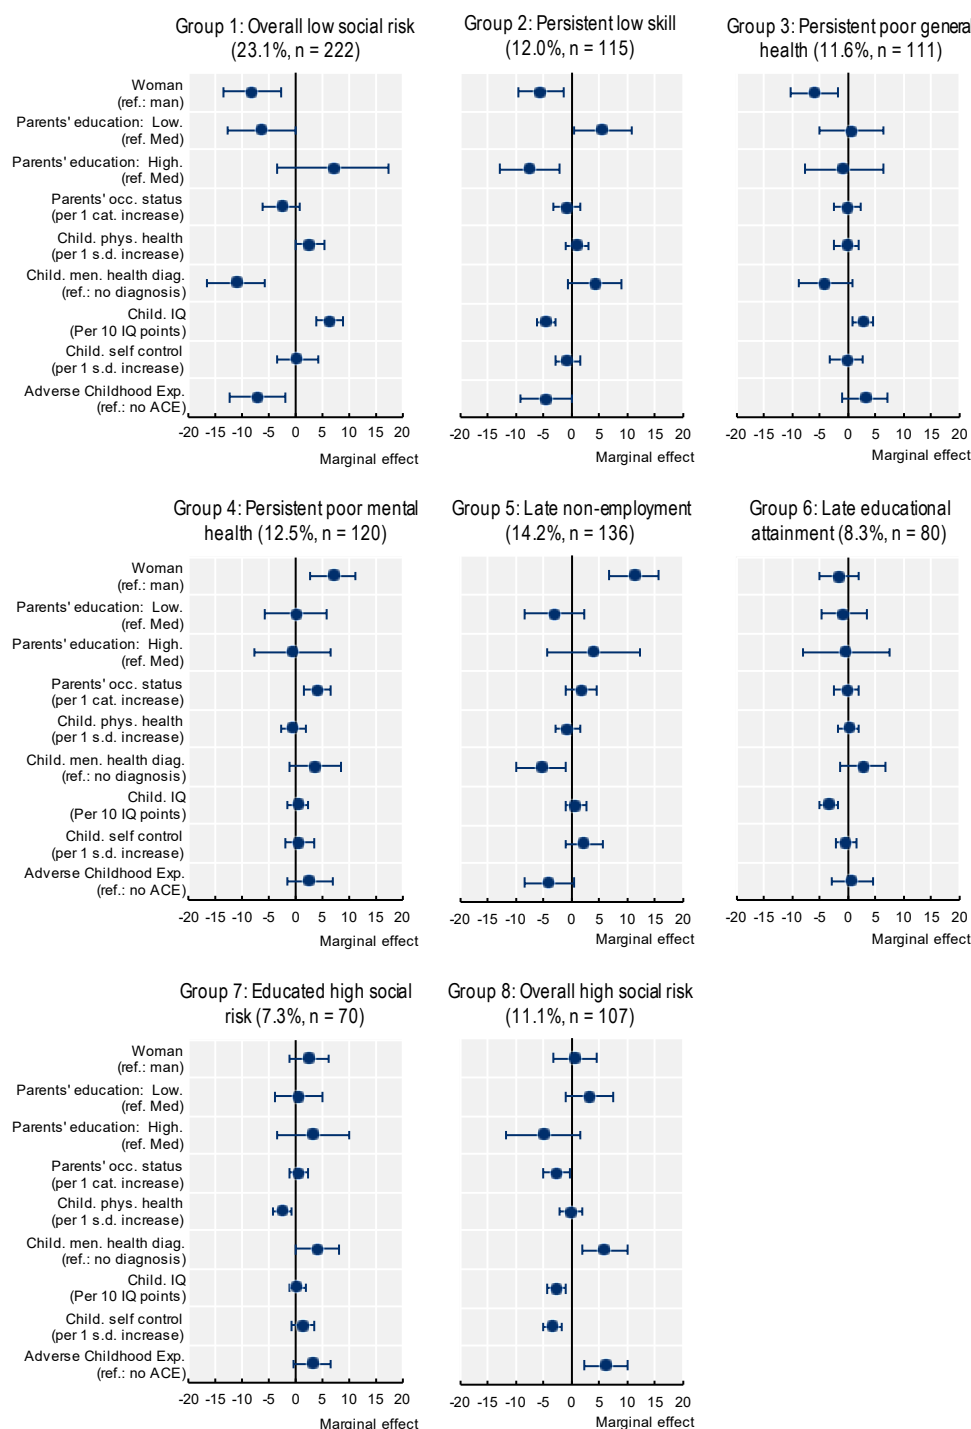 Group 1: Overall low social risk
(23.1%, n = 222)
Group 2: Persistent low skill
(12.0%, n = 115)
Group 3: Persistent poor genera
health (11.6%, n = 111)
Woman
(ref.: man)
Parents' education: Low.
(ref. Med)
Parents' education: High.
(ref. Med)
Parents' occ. status
(per 1 cat. increase)
Child. phys. health
(per 1 s.d. increase)
Child. men. health diag.
(ref.: no diagnosis)
Child. IQ
(Per 10 IQ points)
Child. self control
(per 1 s.d. increase)
Adverse Childhood Exp.
(ref.: no ACE)
-20 -15 -10 -5 0 5 10 15 20
Marginal effect
-20 -15 -10 -5 0 5 10 15 20
Marginal effect
-20 -15 -10 -5 0 5 10 15 20
Marginal effect
Group 4: Persistent poor mental
health (12.5%, n = 120)
Group 5: Late non-employment
(14.2%, n = 136)
Group 6: Late educational
attainment (8.3%, n = 80)
Woman
(ref.: man)
Parents' education: Low.
(ref. Med)
Parents' education: High.
(ref. Med)
Parents' occ. status
(per 1 cat. increase)
Child. phys. health
(per 1 s.d. increase)
Child. men. health diag.
(ref.: no diagnosis)
Child. IQ
(Per 10 IQ points)
Child. self control
(per 1 s.d. increase)
Adverse Childhood Exp.
(ref.: no ACE)
-20 -15 -10 -5 0 5 10 15 20
Marginal effect
-20 -15 -10 -5 0 5 10 15 20
Marginal effect
-20 -15 -10 -5 0 5 10 15 20
Marginal effect
Group 7: Educated high social
risk (7.3%, n = 70)
Group 8: Overall high social risk
(11.1%, n = 107)
Woman
(ref.: man)
Parents' education: Low.
(ref. Med)
Parents' education: High.
(ref. Med)
Parents' occ. status
(per 1 cat. increase)
Child. phys. health
(per 1 s.d. increase)
Child. men. health diag.
(ref.: no diagnosis)
Child. IQ
(Per 10 IQ points)
Child. self control
(per 1 s.d. increase)
Adverse Childhood Exp.
(ref.: no ACE)
-20 -15 -10 -5 0 5 10 15 20
Marginal effect
-20 -15 -10 -5 0 5 10 15 20
Marginal effect